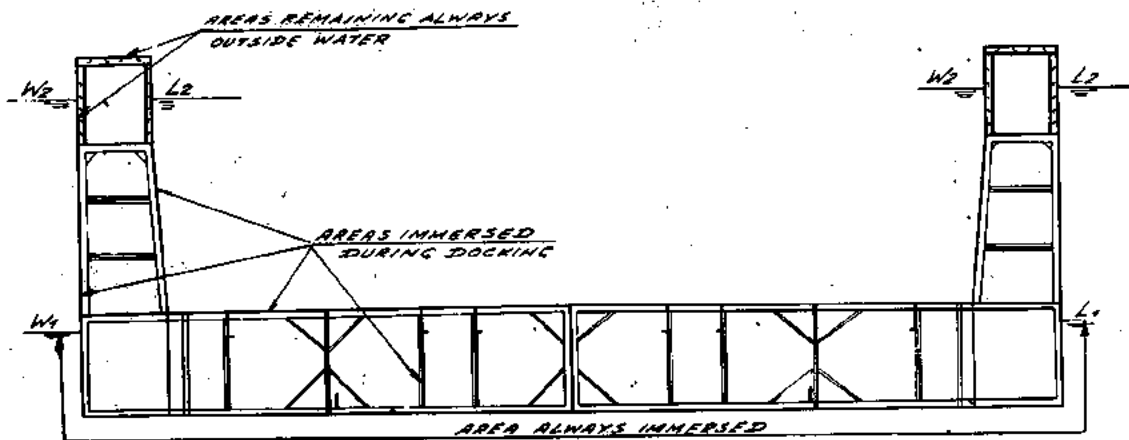 AREAS REMAINING ALWAYS
OUTSIDE WATER
W2 L2
W2 L2
AREAS IMMERSED
DURING DOCKING
W1
L1
AREA ALWAYS IMMERSED